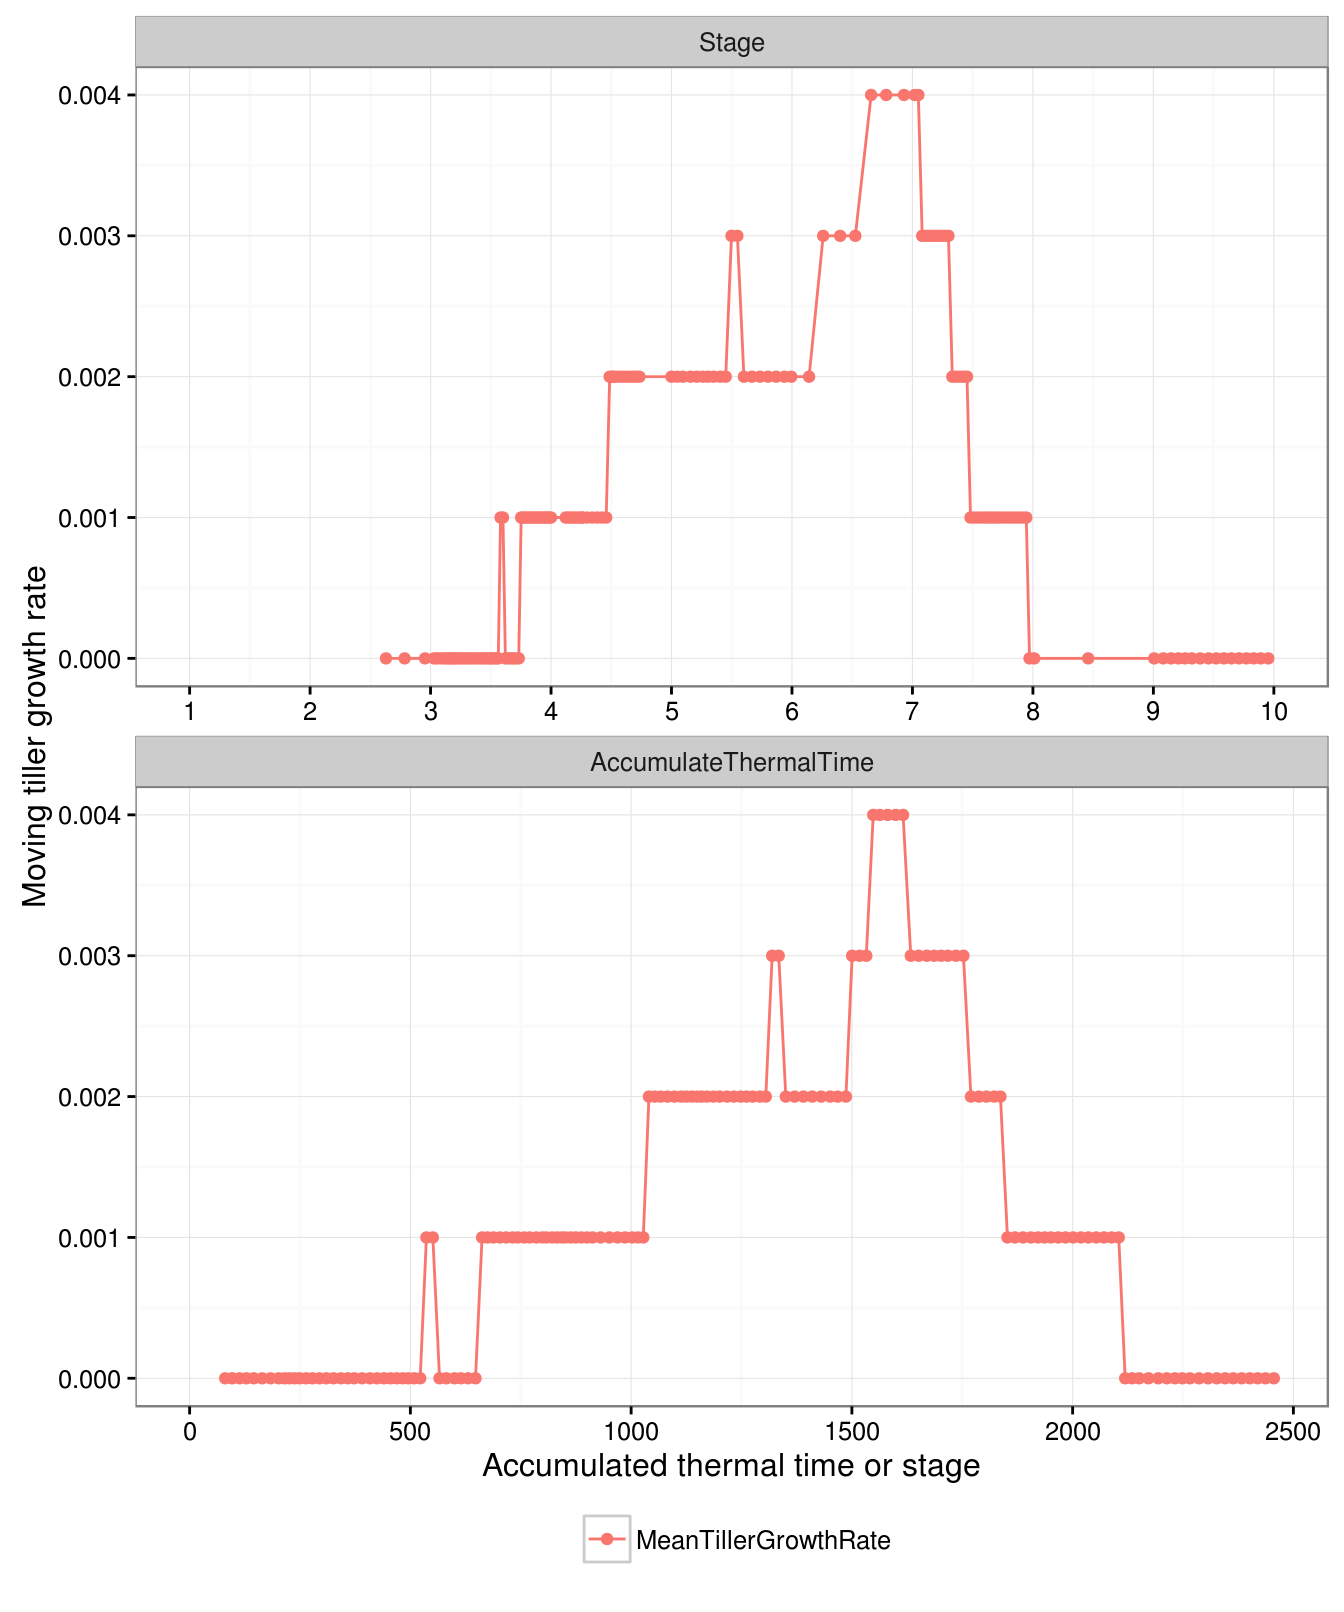 Stage
0.004
0.003
0.002
0.001
0.000
1 2 3 4 5 6 7 8 9 10
Moving tiller growth rate
AccumulateThermalTime
0.004
0.003
0.002
0.001
0.000
0 500 1000 1500 2000 2500
Accumulated thermal time or stage
MeanTillerGrowthRate